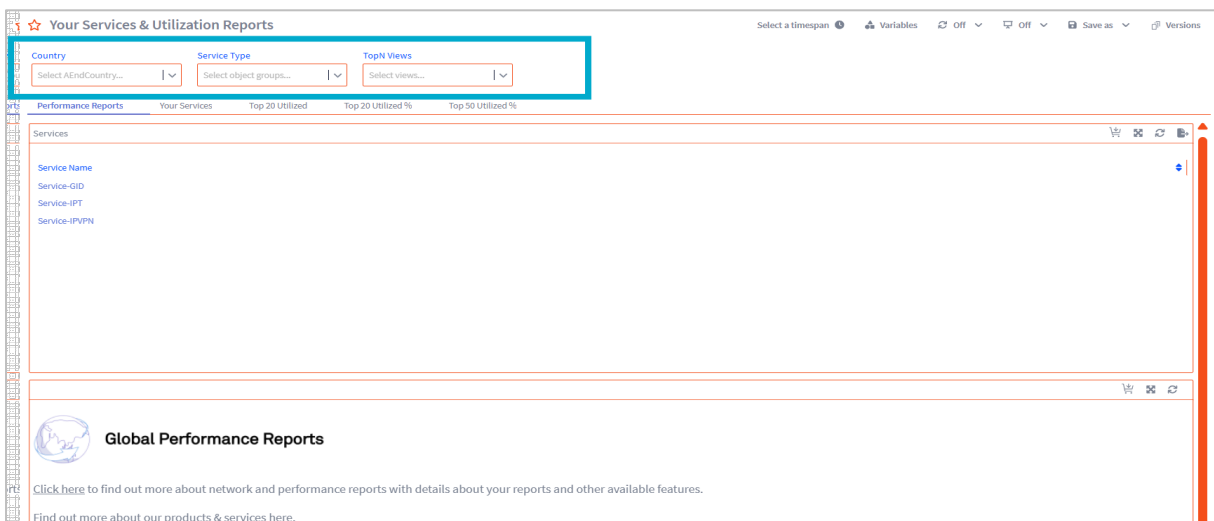 Your Services & Utilization Reports
Select a timespan
Variables
Off
Off
Save as
Versions
Country
Service Type
TopN Views
Select AEndCountry...
Select object groups...
Select views...
Performance Reports
Your Services
Top 20 Utilized
Top 20 Utilized %
Top 50 Utilized %
Services
Service Name
Service-GID
Service-IPT
Service-IPVPN
Global Performance Reports
Click here to find out more about network and performance reports with details about your reports and other available features.
Find out more about our products & services here.